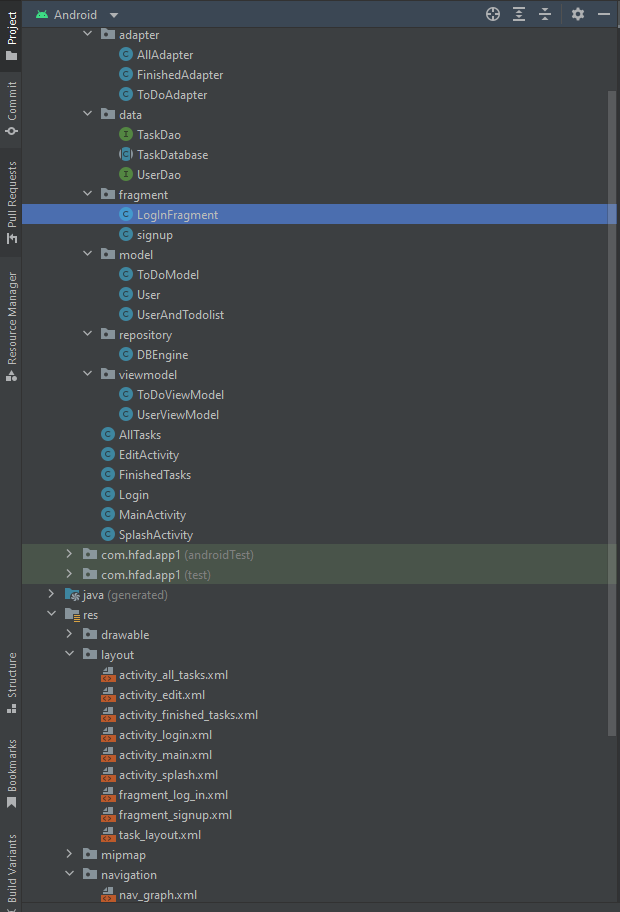 Project
Commit
Pull Requests
Resource Manager
Structure
Bookmarks
Build Variants
Android
adapter
C AllAdapter
C FinishedAdapter
C ToDoAdapter
data
I TaskDao
C TaskDatabase
I UserDao
fragment
C LogInFragment
C signup
model
C ToDoModel
C User
C UserAndTodolist
repository
C DBEngine
viewmodel
C ToDoViewModel
C UserViewModel
C AllTasks
C EditActivity
C FinishedTasks
C Login
C MainActivity
C SplashActivity
com.hfad.app1 (androidTest)
com.hfad.app1 (test)
java (generated)
res
drawable
layout
activity_all_tasks.xml
activity_edit.xml
activity_finished_tasks.xml
activity_login.xml
activity_main.xml
activity_splash.xml
fragment_log_in.xml
fragment_signup.xml
task_layout.xml
mipmap
navigation
nav_graph.xml